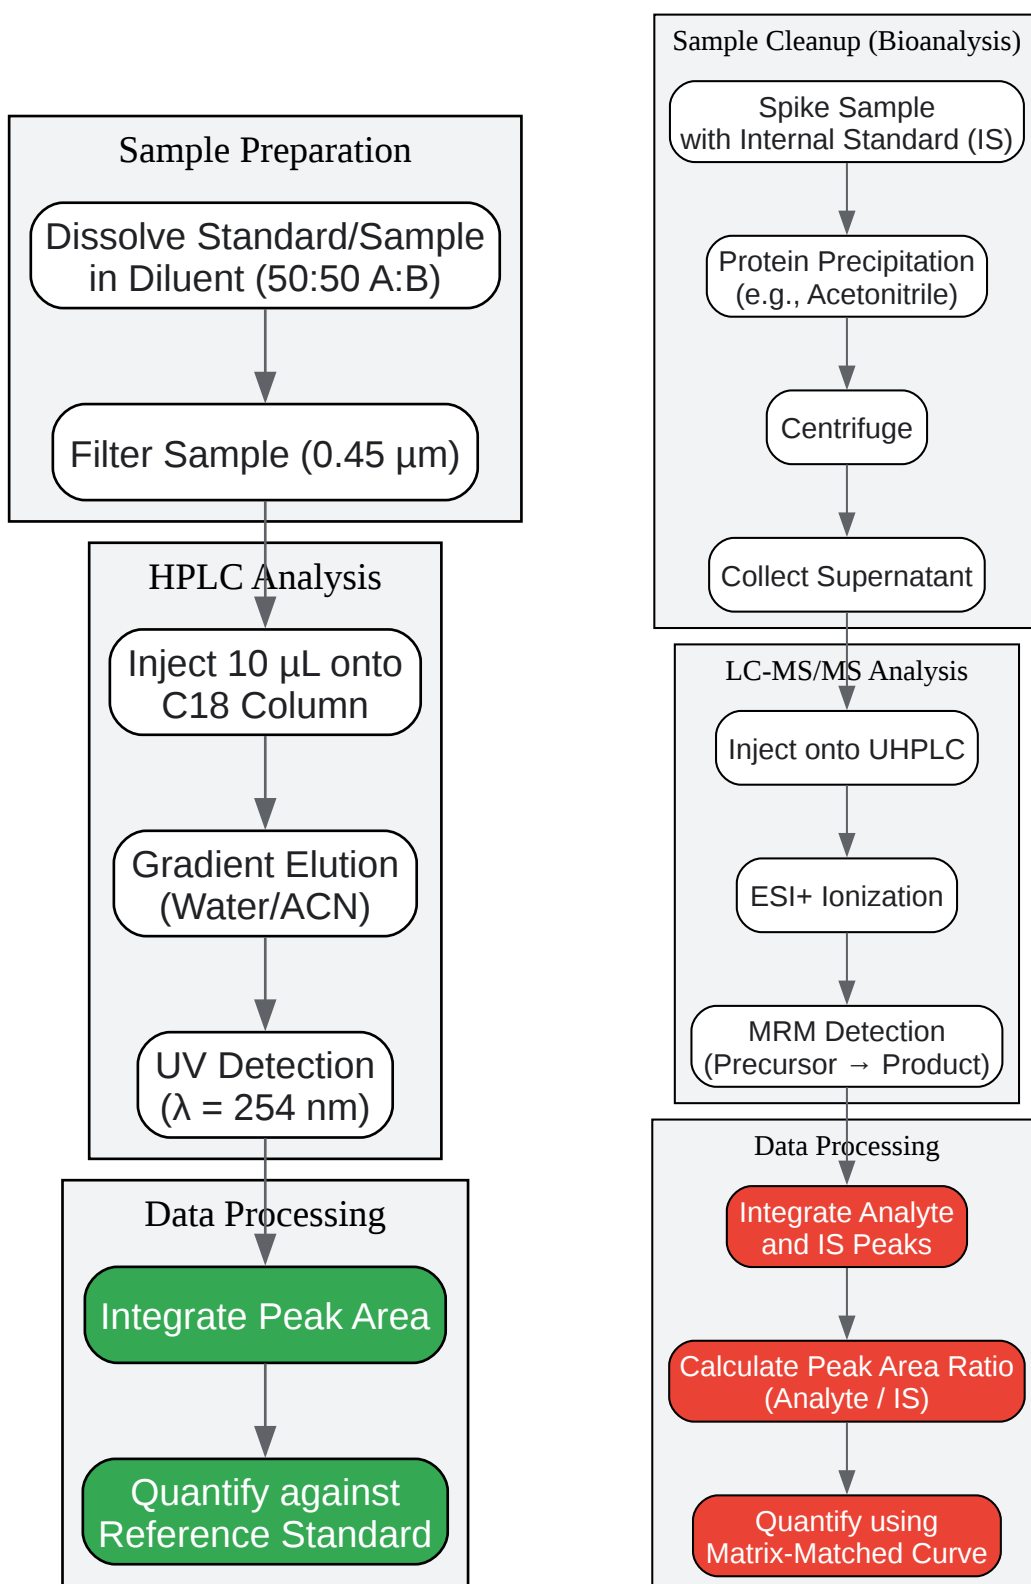 Sample Preparation
Dissolve Standard/Sample
in Diluent (50:50 A:B)
Filter Sample (0.45 µm)
HPLC Analysis
Inject 10 µL onto
C18 Column
Gradient Elution
(Water/ACN)
UV Detection
(λ = 254 nm)
Data Processing
Integrate Peak Area
Quantify against
Reference Standard
Sample Cleanup (Bioanalysis)
Spike Sample
with Internal Standard (IS)
Protein Precipitation
(e.g., Acetonitrile)
Centrifuge
Collect Supernatant
LC-MS/MS Analysis
Inject onto UHPLC
ESI+ Ionization
MRM Detection
(Precursor → Product)
Data Processing
Integrate Analyte
and IS Peaks
Calculate Peak Area Ratio
(Analyte / IS)
Quantify using
Matrix-Matched Curve